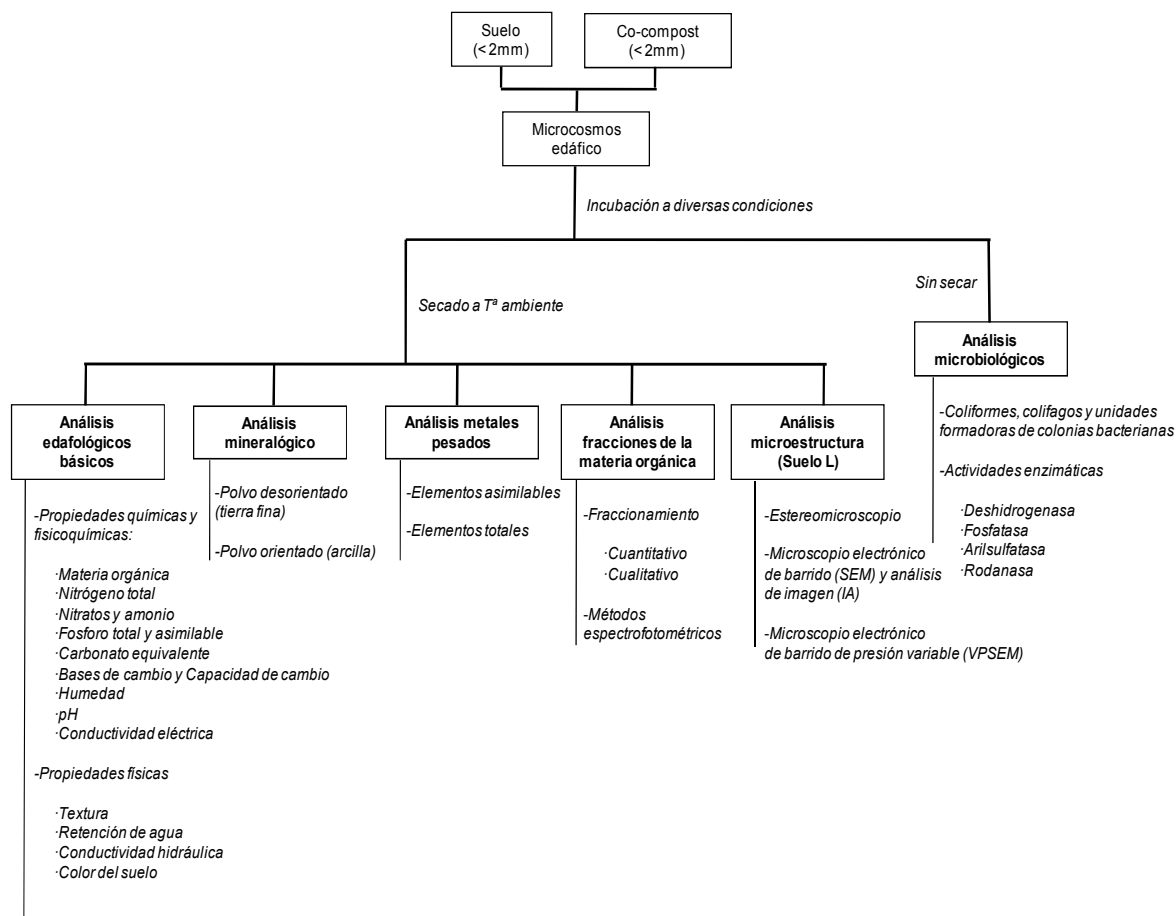 Suelo
(<2mm)
Co-compost
(<2mm)
Microcosmos
edáfico
Incubación a diversas condiciones
Secado a Tª ambiente
Sin secar
Análisis
edafológicos
básicos
-Propiedades químicas y
fisicoquímicas:
·Materia orgánica
·Nitrógeno total
·Nitratos y amonio
·Fosforo total y asimilable
·Carbonato equivalente
·Bases de cambio y Capacidad de cambio
·Humedad
·pH
·Conductividad eléctrica
-Propiedades físicas
·Textura
·Retención de agua
·Conductividad hidráulica
·Color del suelo
Análisis
mineralógico
-Polvo desorientado
(tierra fina)
-Polvo orientado (arcilla)
Análisis metales
pesados
-Elementos asimilables
-Elementos totales
Análisis
fracciones de la
materia orgánica
-Fraccionamiento
·Cuantitativo
·Cualitativo
-Métodos
espectrofotométricos
Análisis
microestructura
(Suelo L)
-Estereomicroscopio
-Microscopio electrónico
de barrido (SEM) y análisis
de imagen (IA)
-Microscopio electrónico
de barrido de presión variable (VPSEM)
Análisis
microbiológicos
-Coliformes, colifagos y unidades
formadoras de colonias bacterianas
-Actividades enzimáticas
·Deshidrogenasa
·Fosfatasa
·Arilsulfatasa
·Rodanasa